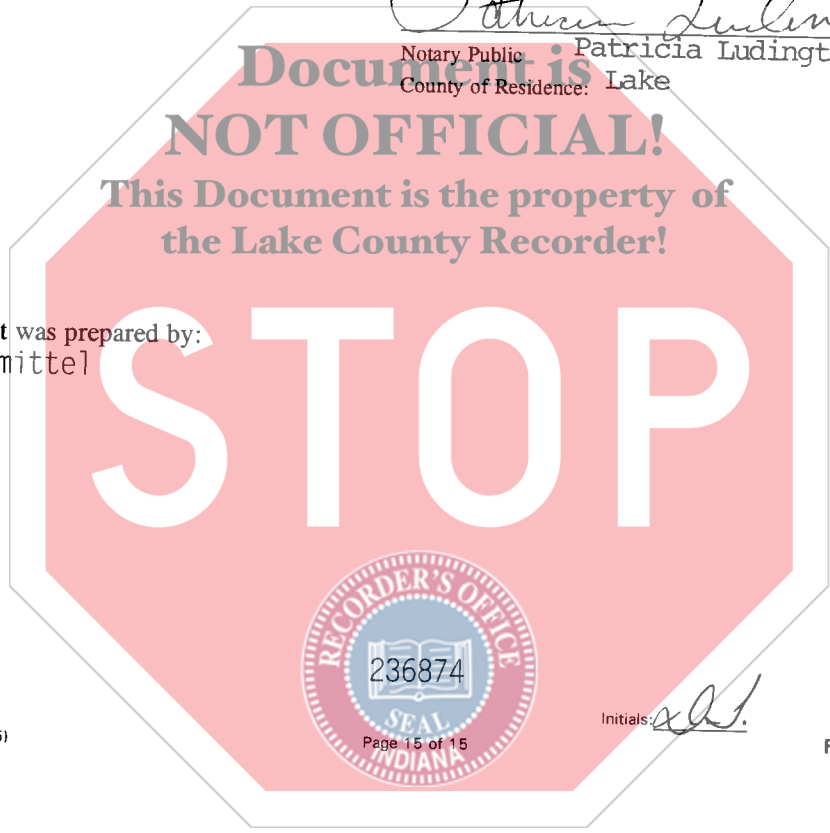 Patricia Ludingt
Notary Public
County of Residence: Lake
Document is
NOT OFFICIAL!
This Document is the property of
the Lake County Recorder!
t was prepared by:
mittel
STOP
RECORDER'S OFFICE
236874
SEAL
INDIANA
Page 15 of 15
Initials: